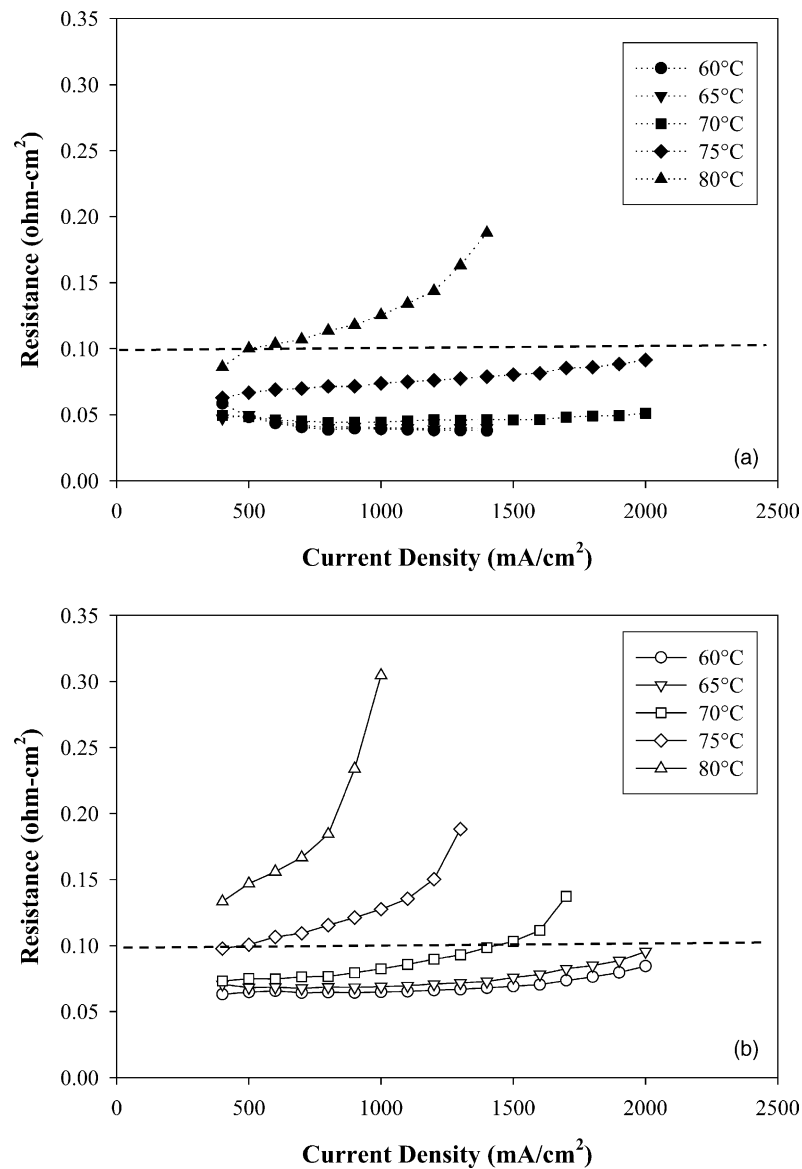 0.35
60°C
65°C
70°C
75°C
80°C
0.30
0.25
0.20
0.15
0.10
0.05
0.00
Resistance (ohm-cm²)
(a)
0 500 1000 1500 2000 2500
Current Density (mA/cm²)
0.35
60°C
65°C
70°C
75°C
80°C
0.30
0.25
0.20
0.15
0.10
0.05
0.00
Resistance (ohm-cm²)
(b)
0 500 1000 1500 2000 2500
Current Density (mA/cm²)